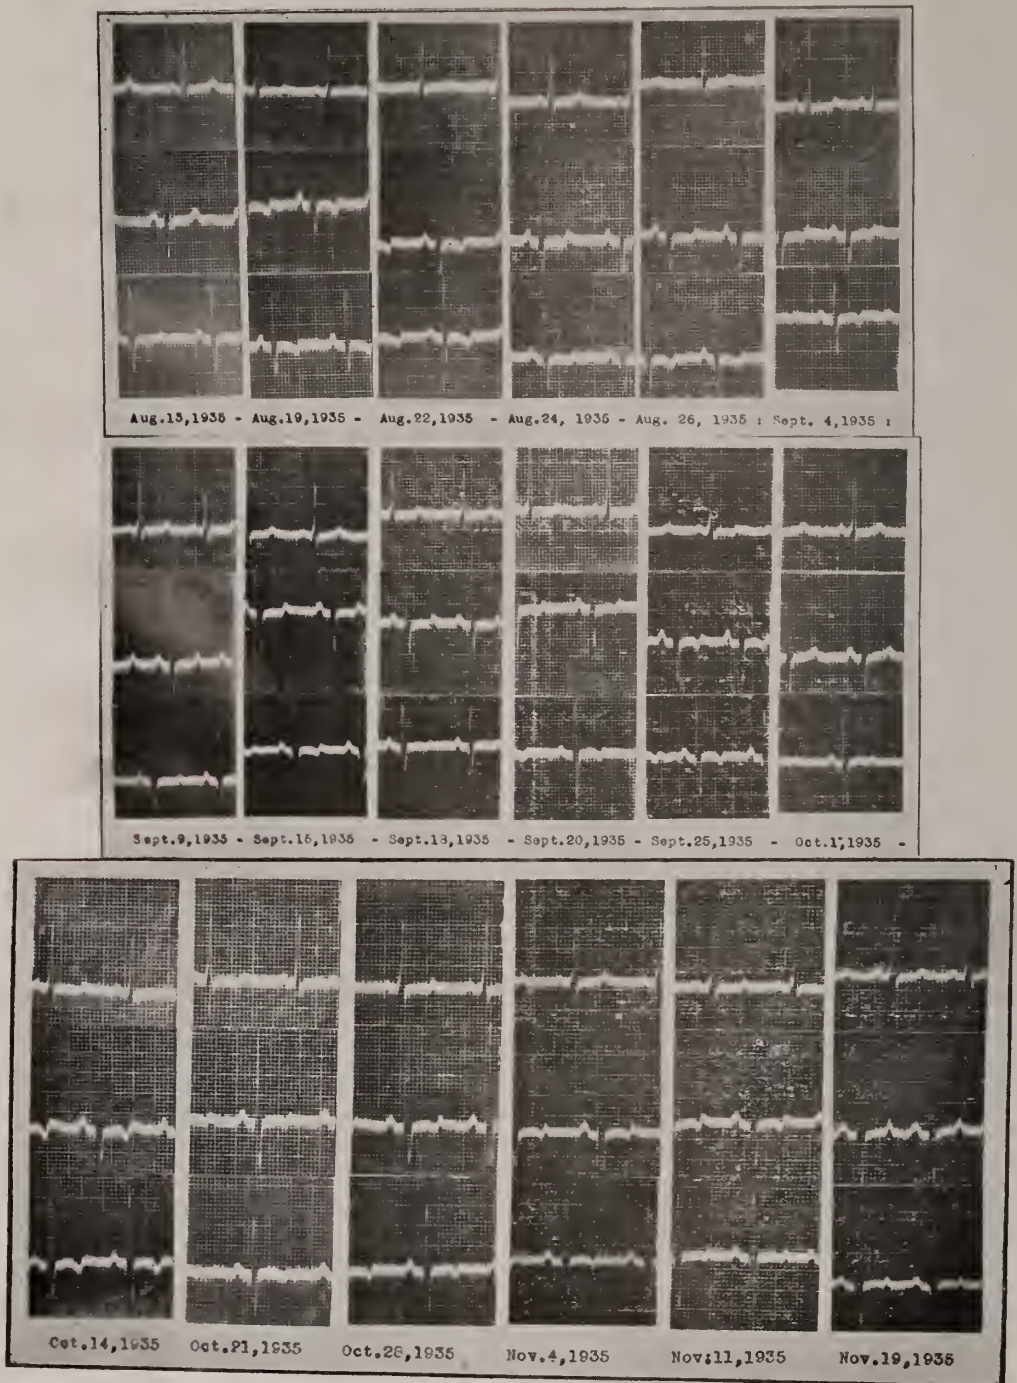 Aug.13,1935 - Aug.19,1935 - Aug.22,1935 - Aug.24, 1935 - Aug. 26, 1935 : Sept. 4,1935 :
Sept.9,1935 - Sept.16,1935 - Sept.18,1935 - Sept.20,1935 - Sept.25,1935 - Oct.1,1935 -
Oct.14,1935 Oct.21,1935 Oct.28,1935 Nov.4,1935 Nov:11,1935 Nov.19,1935